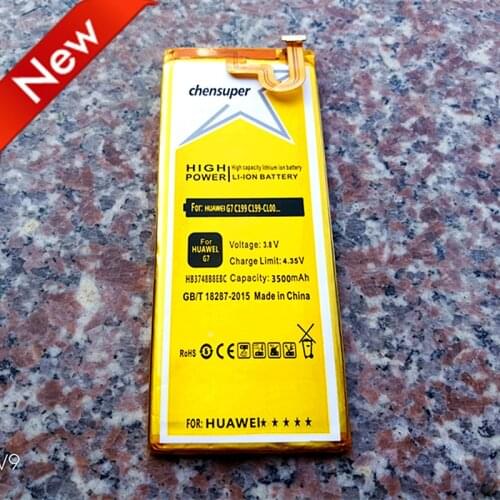 New
chensuper
HIGH POWER
High capacity lithium ion battery
LI-ION BATTERY
For: HUAWEI G7 C199 C199-CL00...
For HUAWEI G7
Voltage: 3.8V
Charge Limit: 4.35V
HB3748B8EBC Capacity: 3500mAh
GB/T 18287-2015 Made in China
RoHS
FOR: HUAWEI★ ★ ★ ★ ★
V9